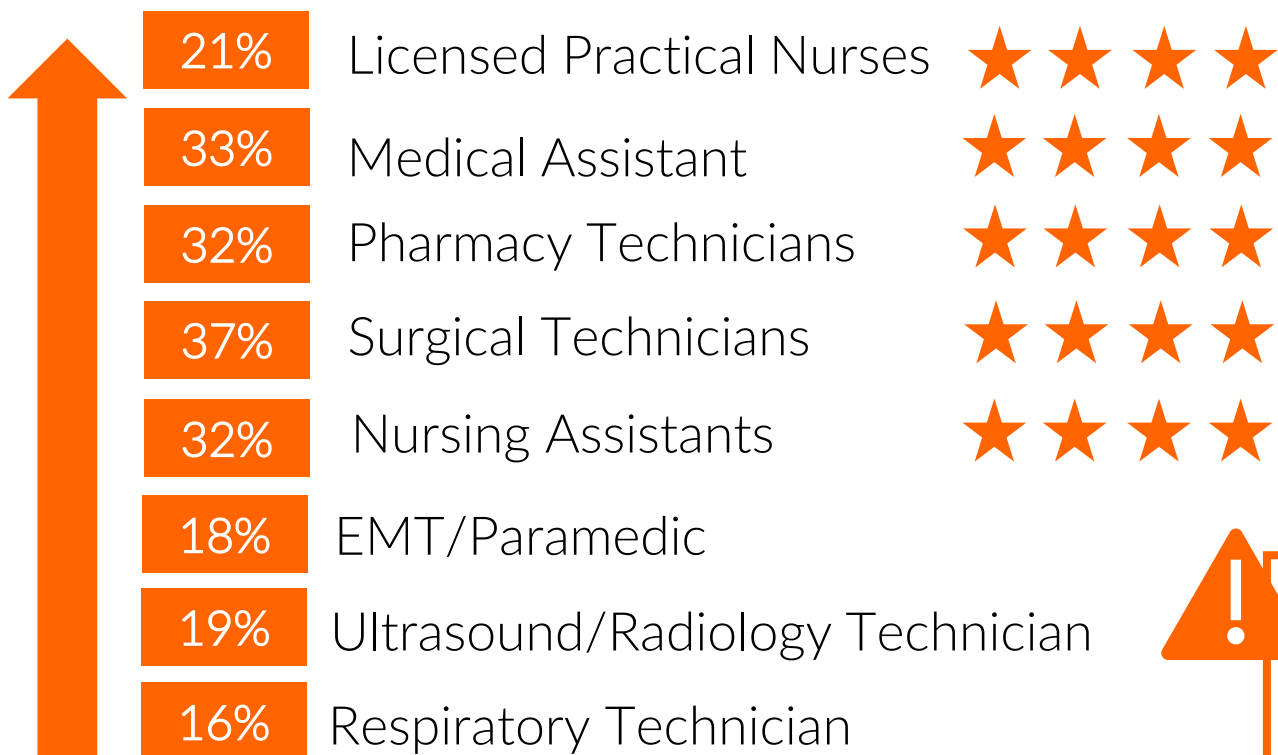 21% Licensed Practical Nurses
33% Medical Assistant
32% Pharmacy Technicians
37% Surgical Technicians
32% Nursing Assistants
18% EMT/Paramedic
19% Ultrasound/Radiology Technician
!
16% Respiratory Technician